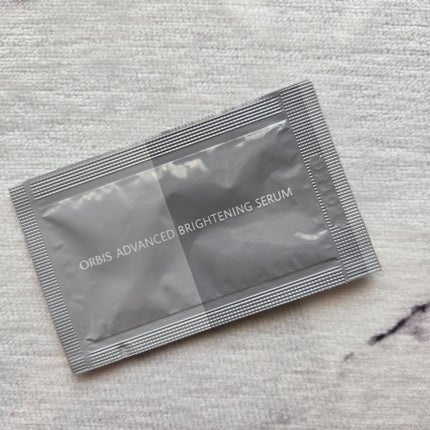 ORBIS ADVANCED BRIGHTENING SERUM